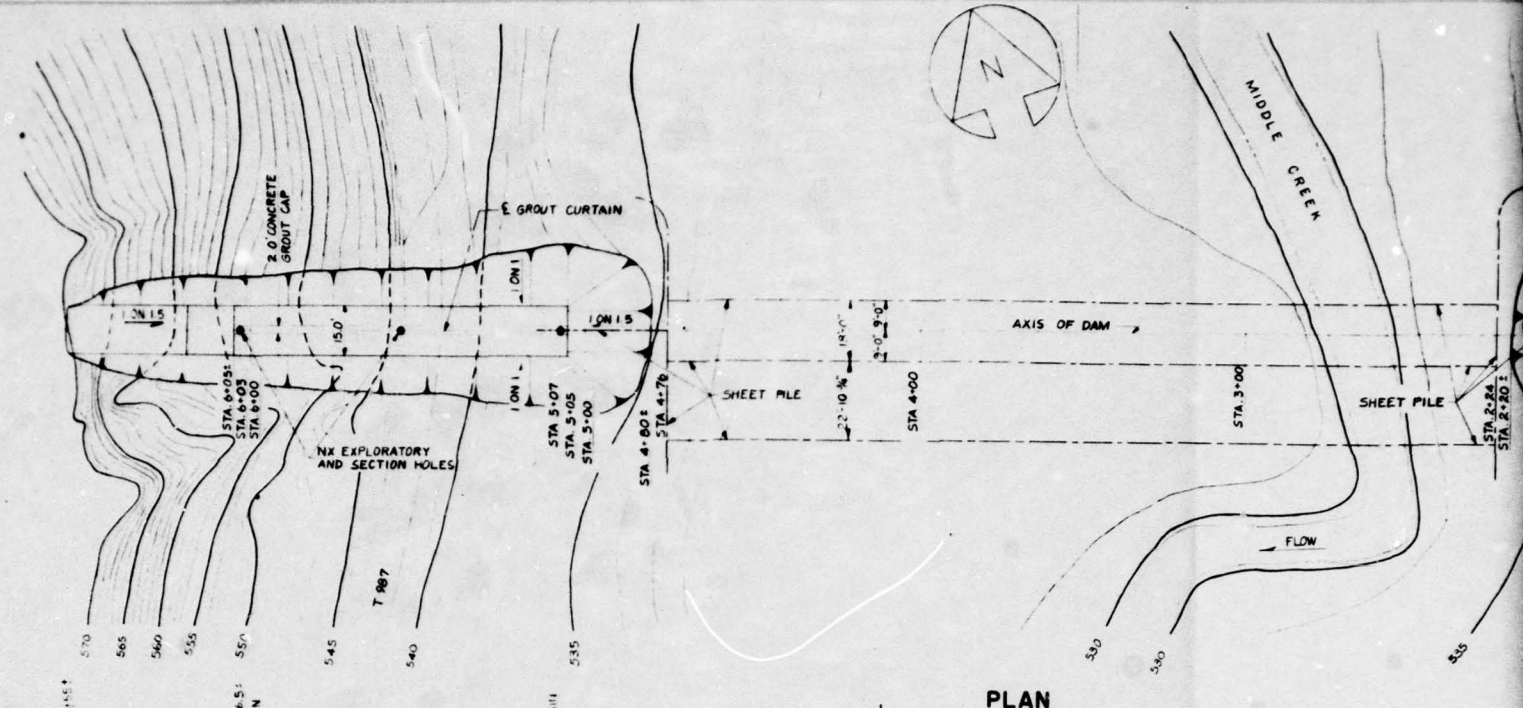 N
MIDDLE CREEK
2 0' CONCRETE
GROUT CAP
℄ GROUT CURTAIN
1 ON 1
1 ON 1.5
15.0'
1 ON 1.5
1 ON 1
AXIS OF DAM
18'-0"
9'-0"
9'-0"
22'-10 3/4"
SHEET PILE
SHEET PILE
STA. 6+05±
STA. 6+03
STA. 6+00
STA 5+07
STA. 5+05
STA. 5+00
STA 4+80±
STA 4+76
STA 4+00
STA. 3+00
STA. 2+24
STA. 2+20±
NX EXPLORATORY
AND SECTION HOLES
T 987
FLOW
570
565
560
555
550
545
540
535
530
530
535
PLAN